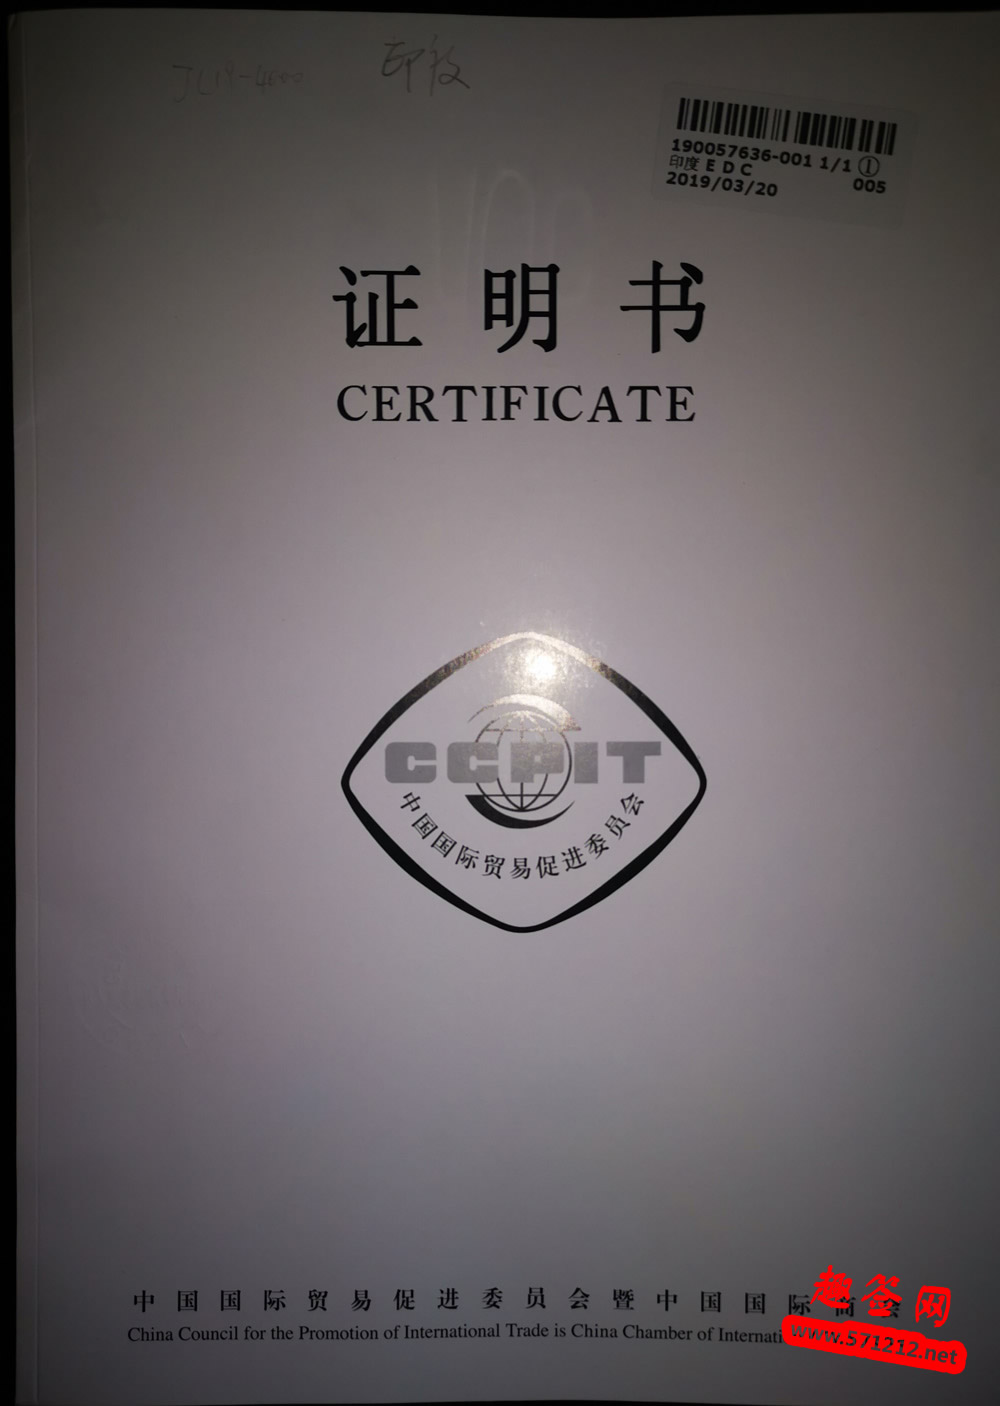 190057636-001 1/1 ①
印度 E D C 005
2019/03/20
证明书
CERTIFICATE
CCPIT
中国国际贸易促进委员会
中国国际贸易促进委员会暨中国国际商会
China Council for the Promotion of International Trade is China Chamber of Internati
趣签网
www.571212.net